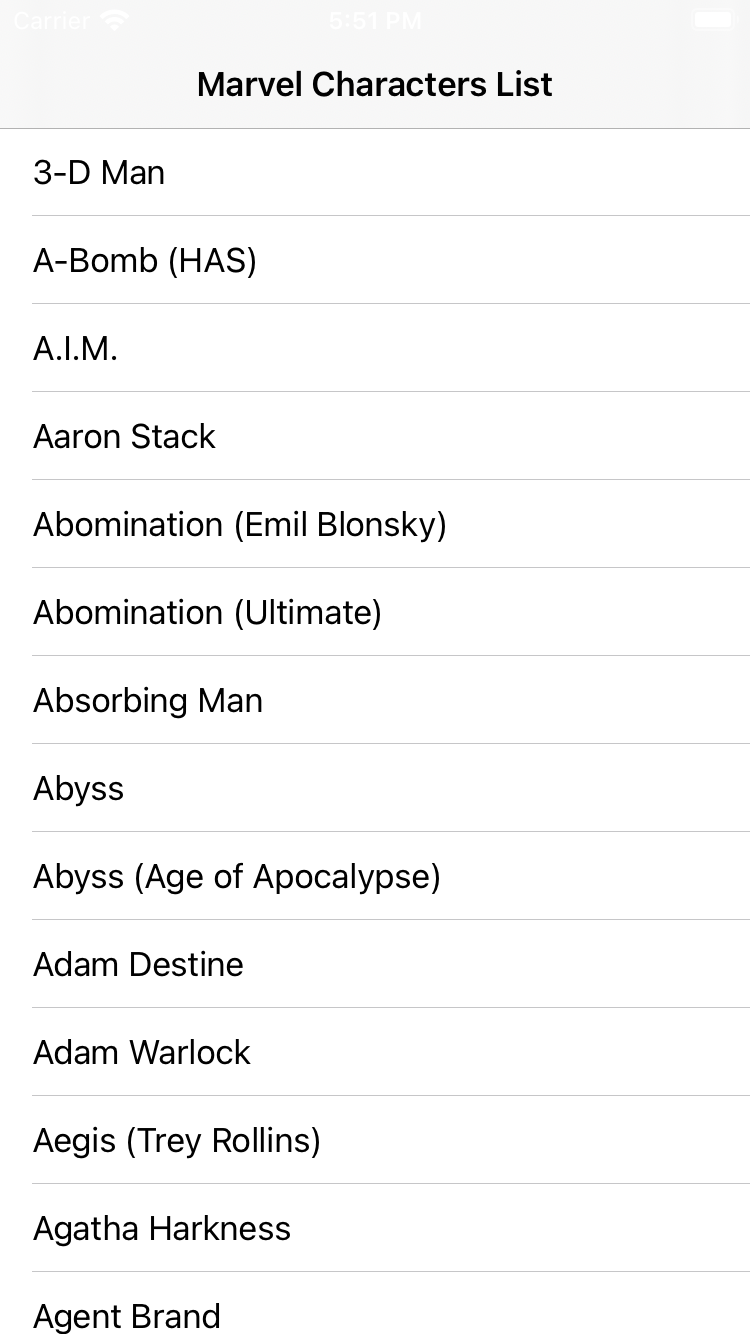 Carrier 5:51 PM
Marvel Characters List
3-D Man
A-Bomb (HAS)
A.I.M.
Aaron Stack
Abomination (Emil Blonsky)
Abomination (Ultimate)
Absorbing Man
Abyss
Abyss (Age of Apocalypse)
Adam Destine
Adam Warlock
Aegis (Trey Rollins)
Agatha Harkness
Agent Brand